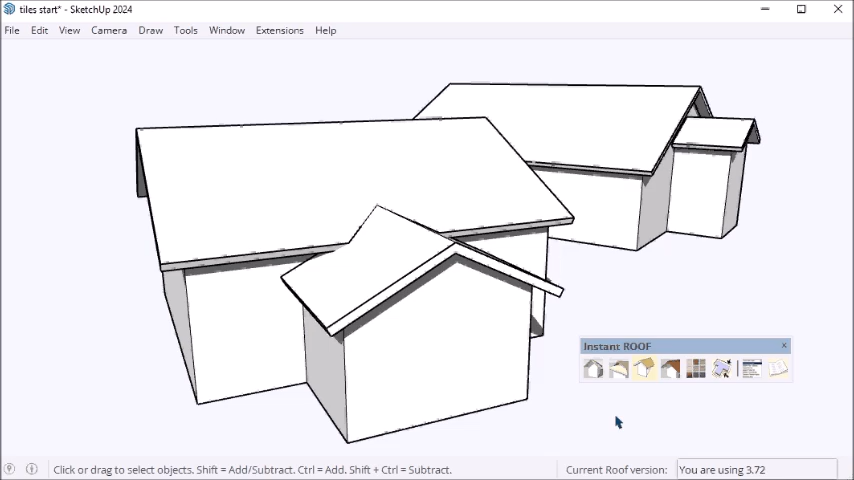 tiles start* - SketchUp 2024
File Edit View Camera Draw Tools Window Extensions Help
Instant ROOF
Click or drag to select objects. Shift = Add/Subtract. Ctrl = Add. Shift + Ctrl = Subtract.
Current Roof version: You are using 3.72